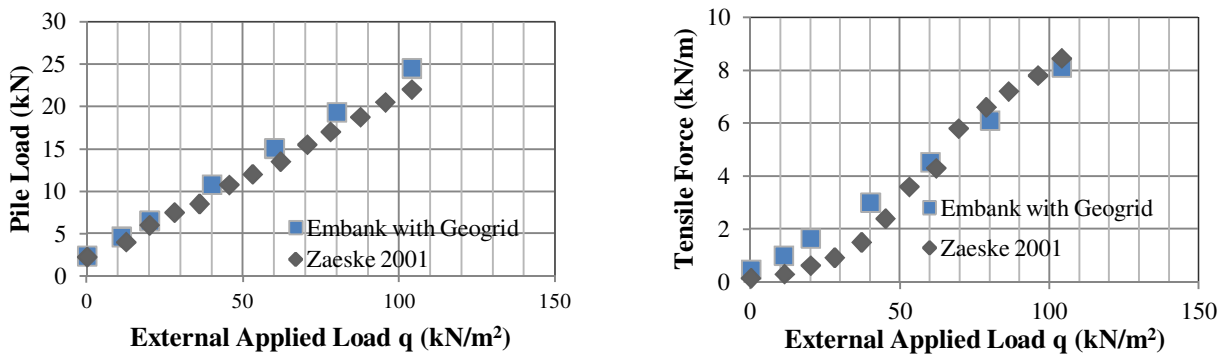 Pile Load (kN)
30
25
20
15
10
5
0
Embank with Geogrid
Zaeske 2001
0 50 100 150
External Applied Load q (kN/m²)
Tensile Force (kN/m)
10
8
6
4
2
0
Embank with Geogrid
Zaeske 2001
0 50 100 150
External Applied Load q (kN/m²)